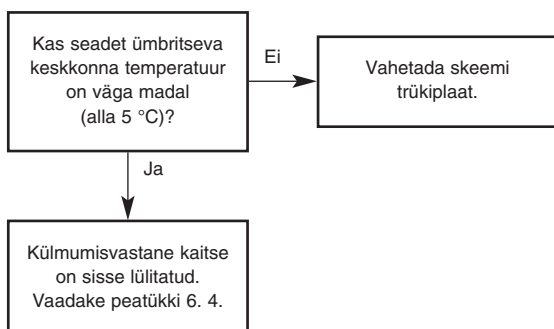 Kas seadet ümbritseva
keskkonna temperatuur
on väga madal
(alla 5 °C)?
Ei
Vahetada skeemi
trükiplaat.
Ja
Külmumisvastane kaitse
on sisse lülitatud.
Vaadake peatükki 6. 4.